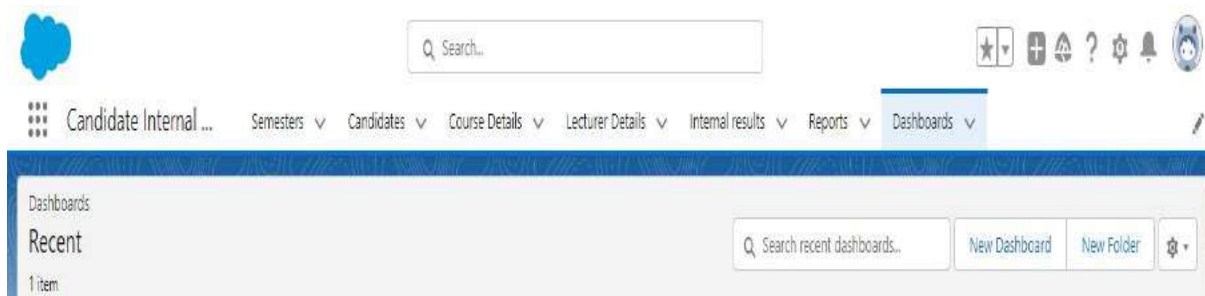 Search...
Candidate Internal ... Semesters Candidates Course Details Lecturer Details Internal results Reports Dashboards
Dashboards
Recent
Search recent dashboards... New Dashboard New Folder
1 item